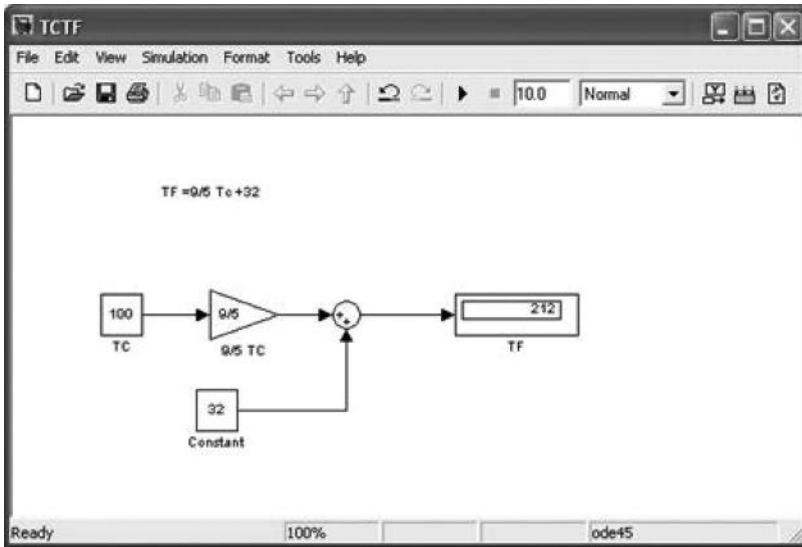 TCTF
File Edit View Simulation Format Tools Help
10.0 Normal
TF =9/5 Tc +32
100
TC
9/5
9/5 TC
++
212
TF
32
Constant
Ready 100% ode45